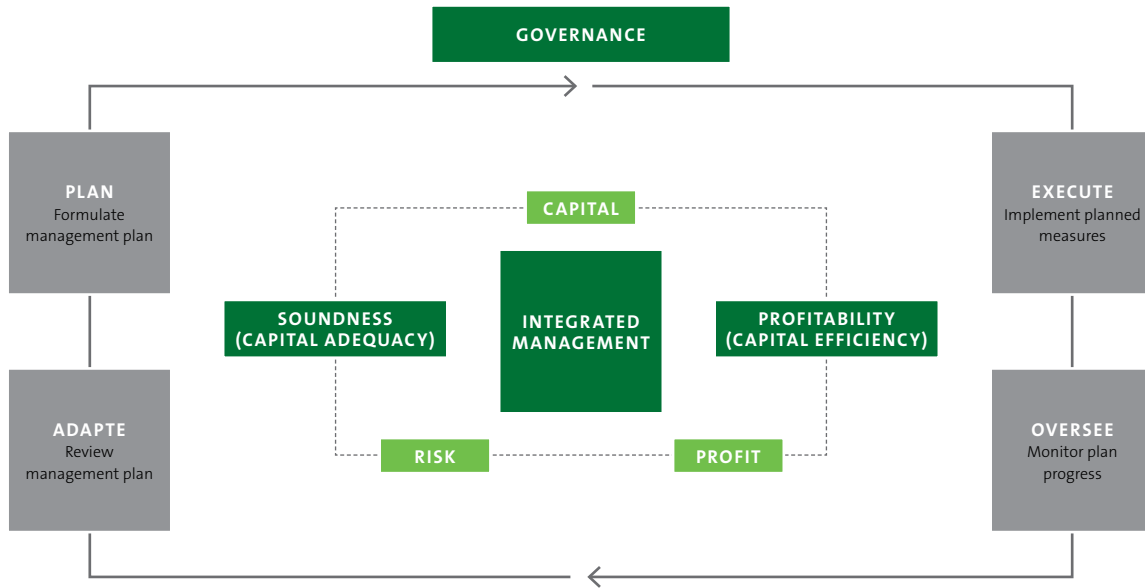 GOVERNANCE
PLAN
Formulate
management plan
EXECUTE
Implement planned
measures
CAPITAL
SOUNDNESS
(CAPITAL ADEQUACY)
INTEGRATED
MANAGEMENT
PROFITABILITY
(CAPITAL EFFICIENCY)
ADAPTE
Review
management plan
RISK
PROFIT
OVERSEE
Monitor plan
progress